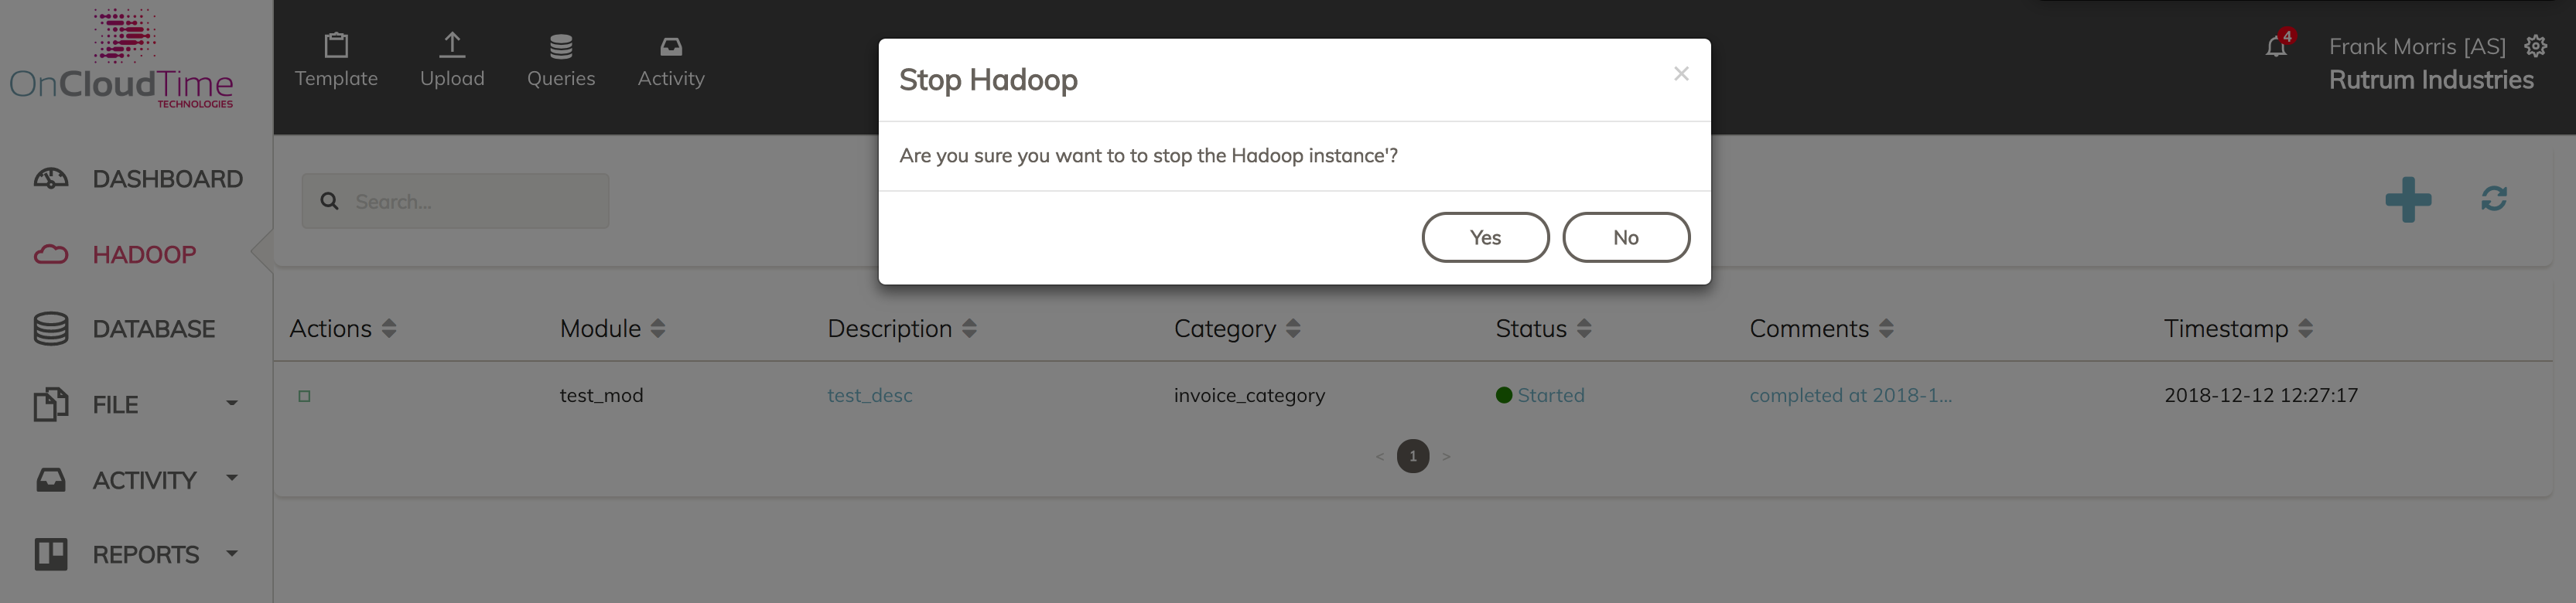 OnCloudTime
TECHNOLOGIES
Template
Upload
Queries
Activity
4
Frank Morris [AS]
Rutrum Industries
Stop Hadoop
×
Are you sure you want to to stop the Hadoop instance'?
Yes
No
DASHBOARD
HADOOP
DATABASE
FILE
ACTIVITY
REPORTS
Search...
Actions Module Description Category Status Comments Timestamp
test_mod test_desc invoice_category Started completed at 2018-1... 2018-12-12 12:27:17
< 1 >